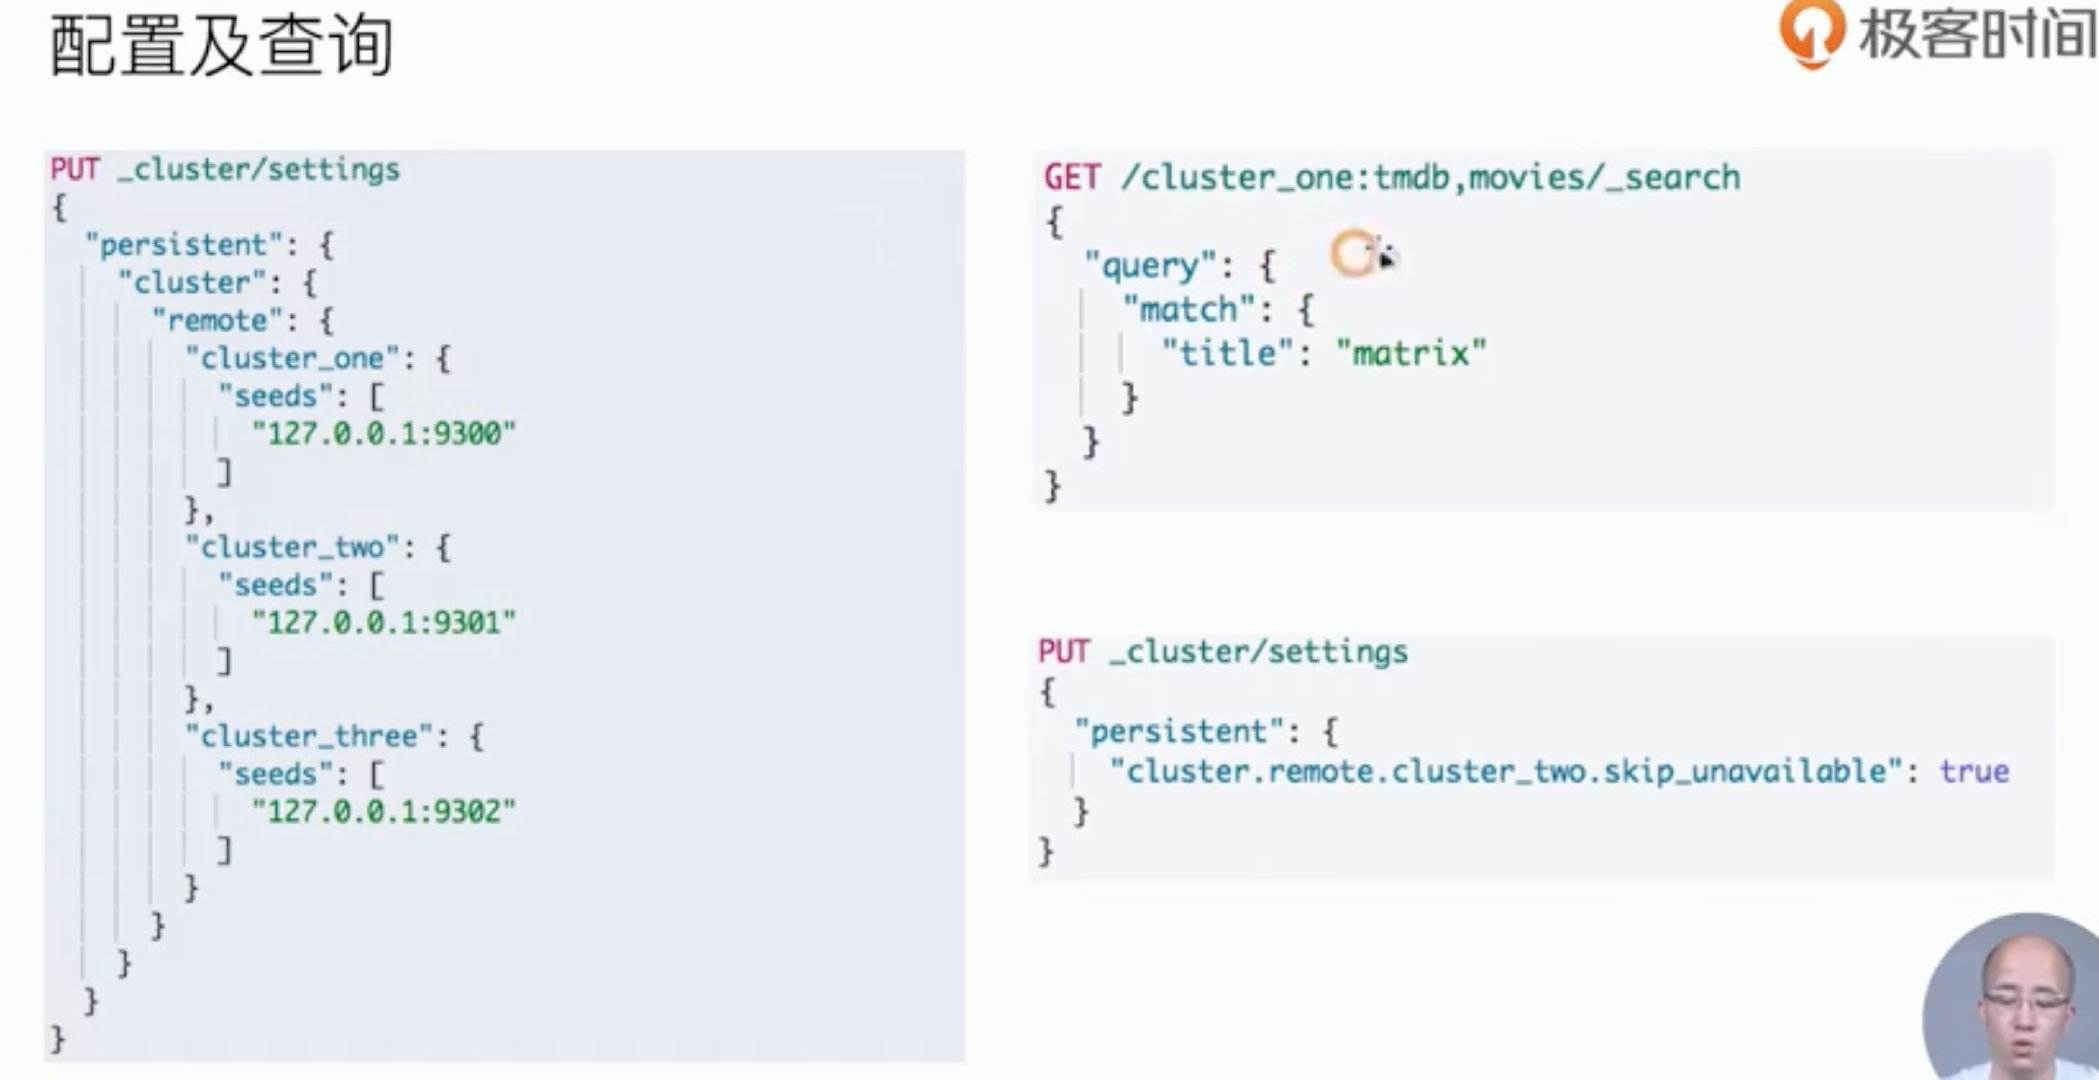 配置及查询
极客时间
PUT _cluster/settings
{
  "persistent": {
    "cluster": {
      "remote": {
        "cluster_one": {
          "seeds": [
            "127.0.0.1:9300"
          ]
        },
        "cluster_two": {
          "seeds": [
            "127.0.0.1:9301"
          ]
        },
        "cluster_three": {
          "seeds": [
            "127.0.0.1:9302"
          ]
        }
      }
    }
  }
}
GET /cluster_one:tmdb,movies/_search
{
  "query": {
    "match": {
      "title": "matrix"
    }
  }
}
PUT _cluster/settings
{
  "persistent": {
    "cluster.remote.cluster_two.skip_unavailable": true
  }
}